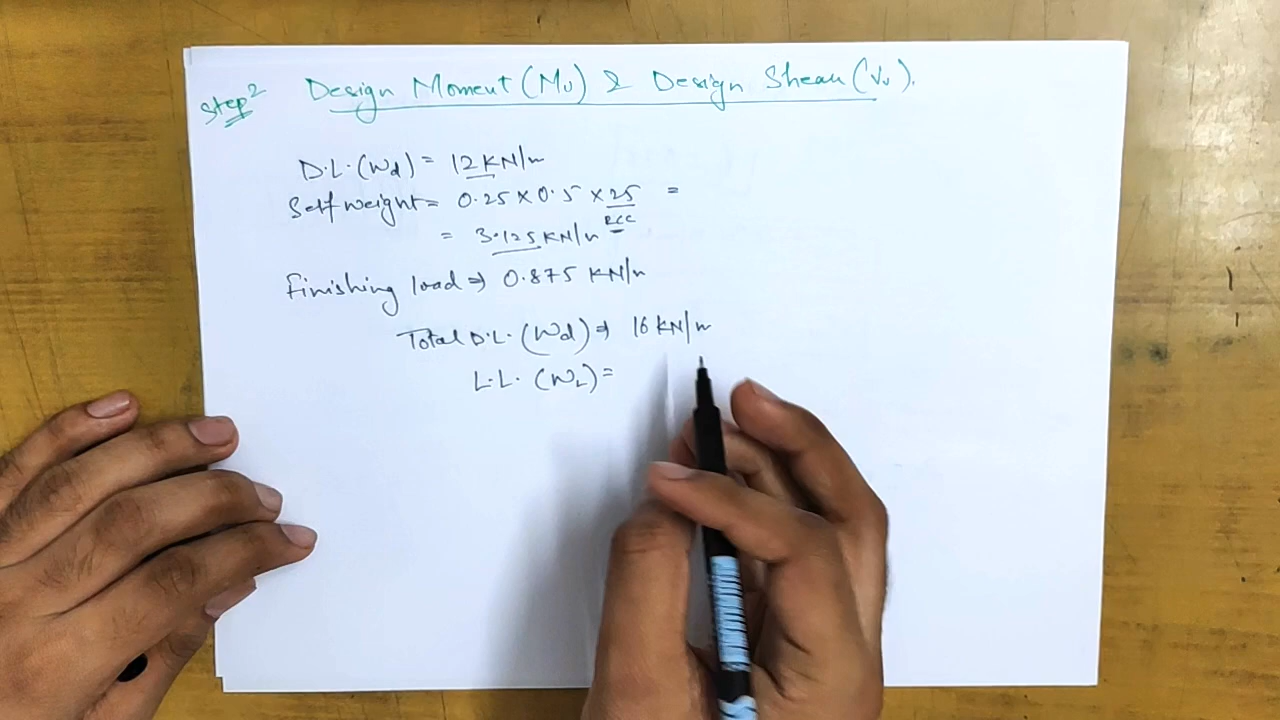 Step 2 Design Moment (Mu) & Design Shear (Vu).
D.L. (Wd) = 12 KN/m
Self weight = 0.25 × 0.5 × 25 =
RCC
= 3.125 KN/m
Finishing load ⇒ 0.875 KN/m
Total D.L. (Wd) ⇒ 16 KN/m
L.L. (WL) =